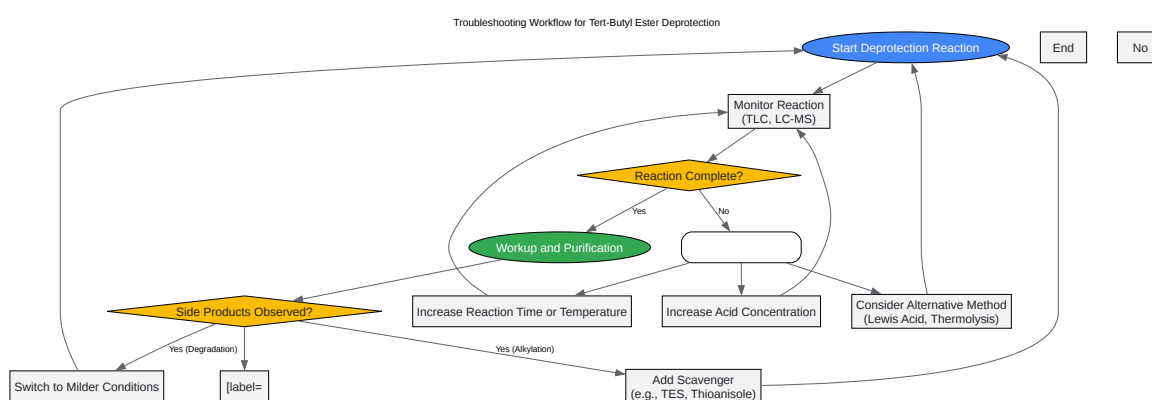 Troubleshooting Workflow for Tert-Butyl Ester Deprotection
Start Deprotection Reaction
End
No
Monitor Reaction
(TLC, LC-MS)
Reaction Complete?
Yes
No
Workup and Purification
Side Products Observed?
Increase Reaction Time or Temperature
Increase Acid Concentration
Consider Alternative Method
(Lewis Acid, Thermolysis)
Yes (Degradation)
Yes (Alkylation)
Switch to Milder Conditions
[label=
Add Scavenger
(e.g., TES, Thioanisole)